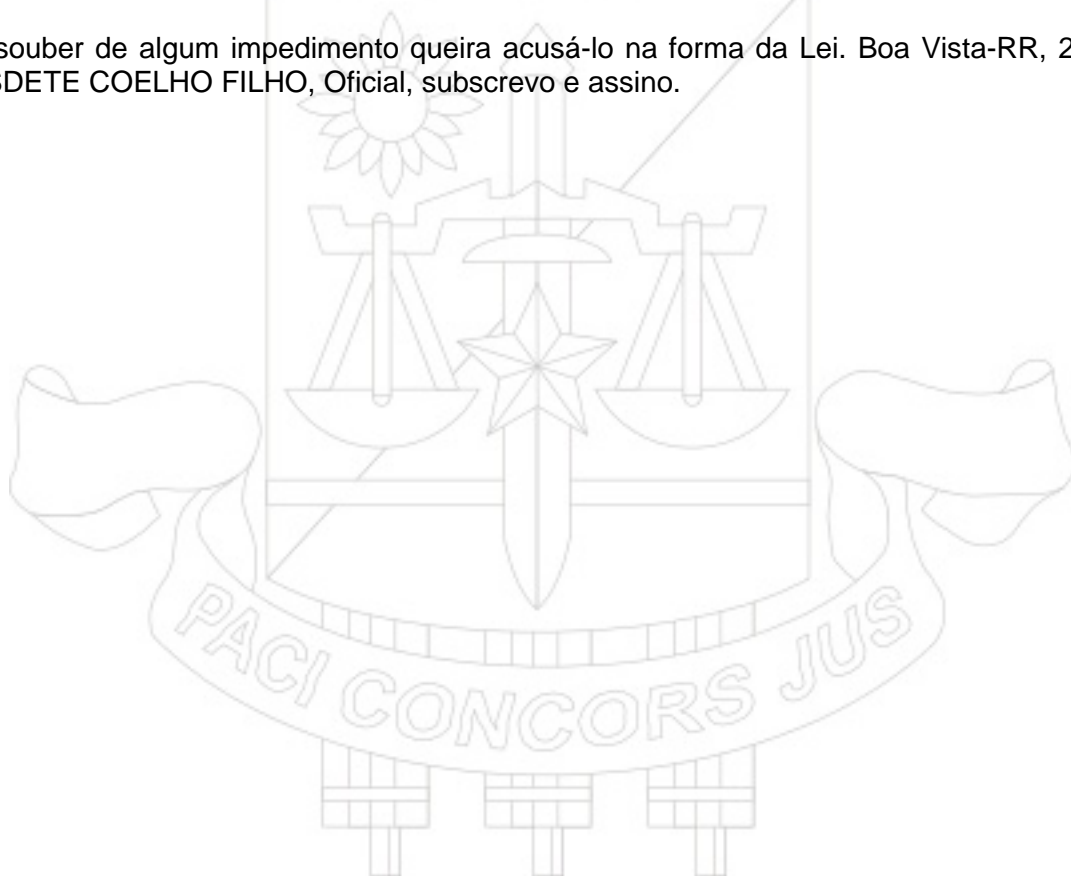 souber de algum impedimento queira acusá-lo na forma da Lei. Boa Vista-RR, 2
SDETE COELHO FILHO, Oficial, subscrevo e assino.
PACI CONCORS JUS